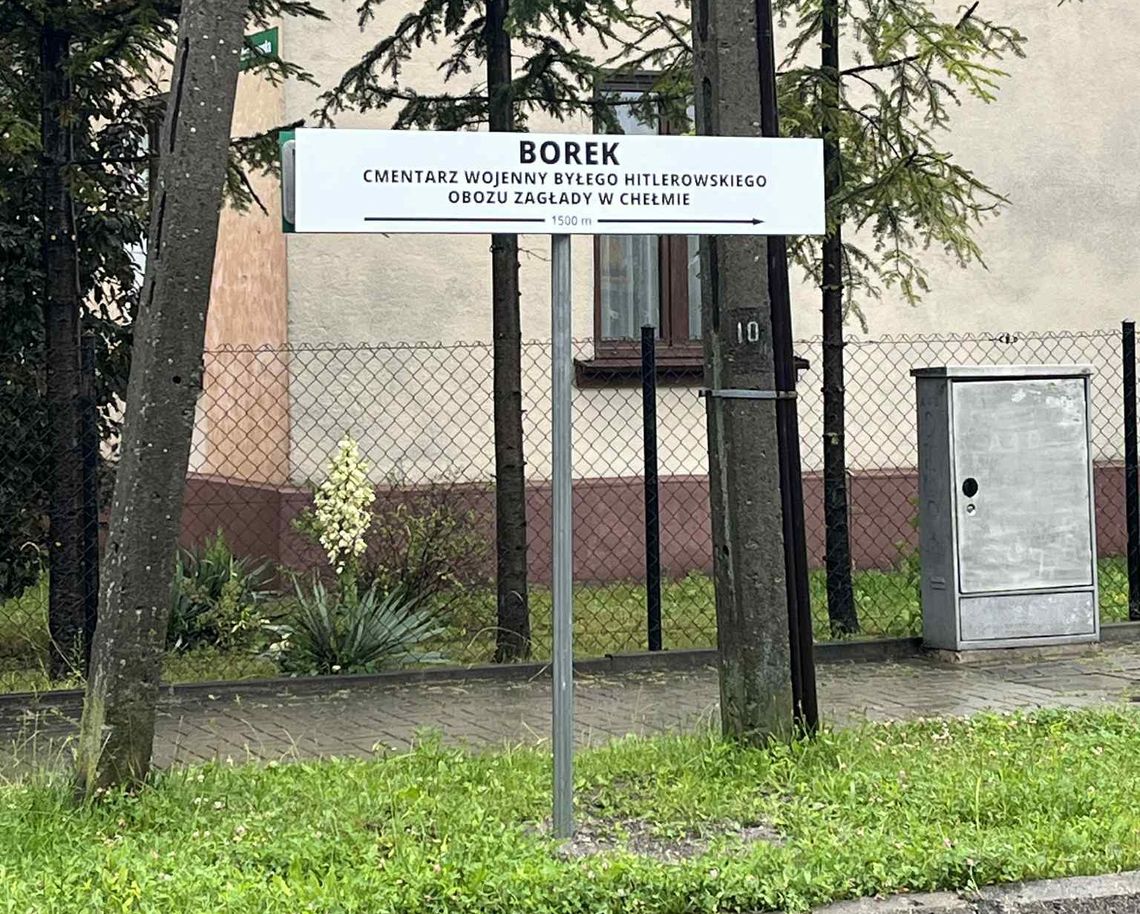 BOREK
CMENTARZ WOJENNY BYŁEGO HITLEROWSKIEGO
OBOZU ZAGŁADY W CHEŁMIE
1500 m
10